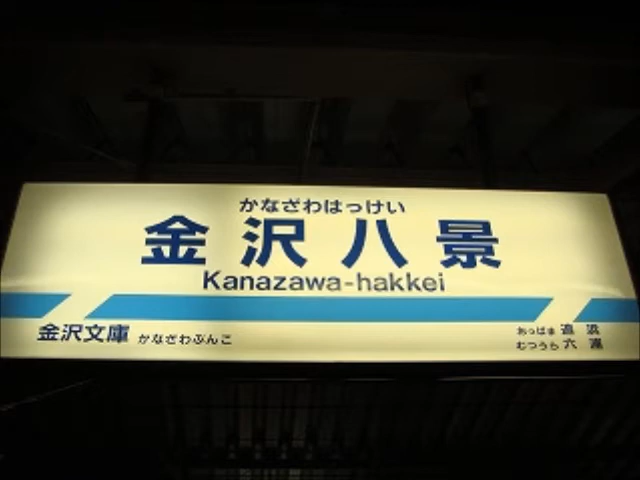 かなざわはっけい
金沢八景
Kanazawa-hakkei
金沢文庫 かなざわぶんこ
おっぱま 追浜
むつうら 六浦